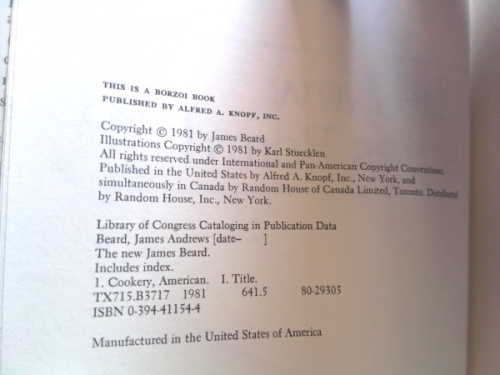 THIS IS A BORZOI BOOK
PUBLISHED BY ALFRED A. KNOPF, INC.
Copyright © 1981 by James Beard
Illustrations Copyright © 1981 by Karl Stuecklen
All rights reserved under International and Pan-American Copyright Conventions.
Published in the United States by Alfred A. Knopf, Inc., New York, and
simultaneously in Canada by Random House of Canada Limited, Toronto. Distributed
by Random House, Inc., New York.
Library of Congress Cataloging in Publication Data
Beard, James Andrews [date– ]
The new James Beard.
Includes index.
1. Cookery, American. I. Title.
TX715.B3717 1981 641.5 80-29305
ISBN 0-394-41154-4
Manufactured in the United States of America